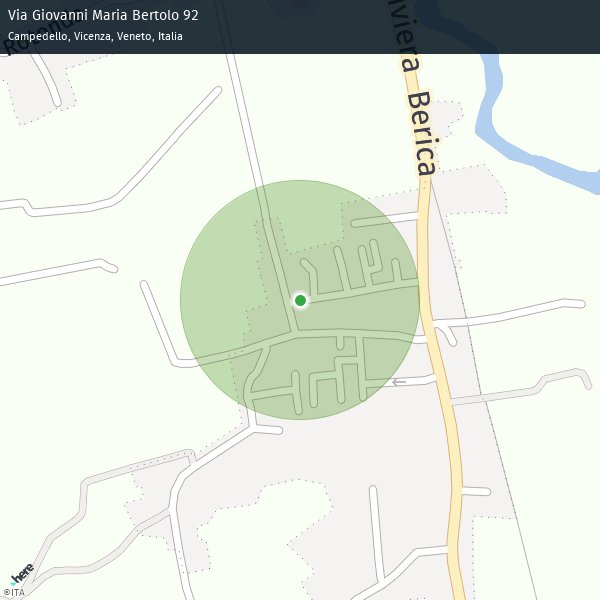 Via Giovanni Maria Bertolo 92
Campedello, Vicenza, Veneto, Italia
Riviera Berica
here
©ITA